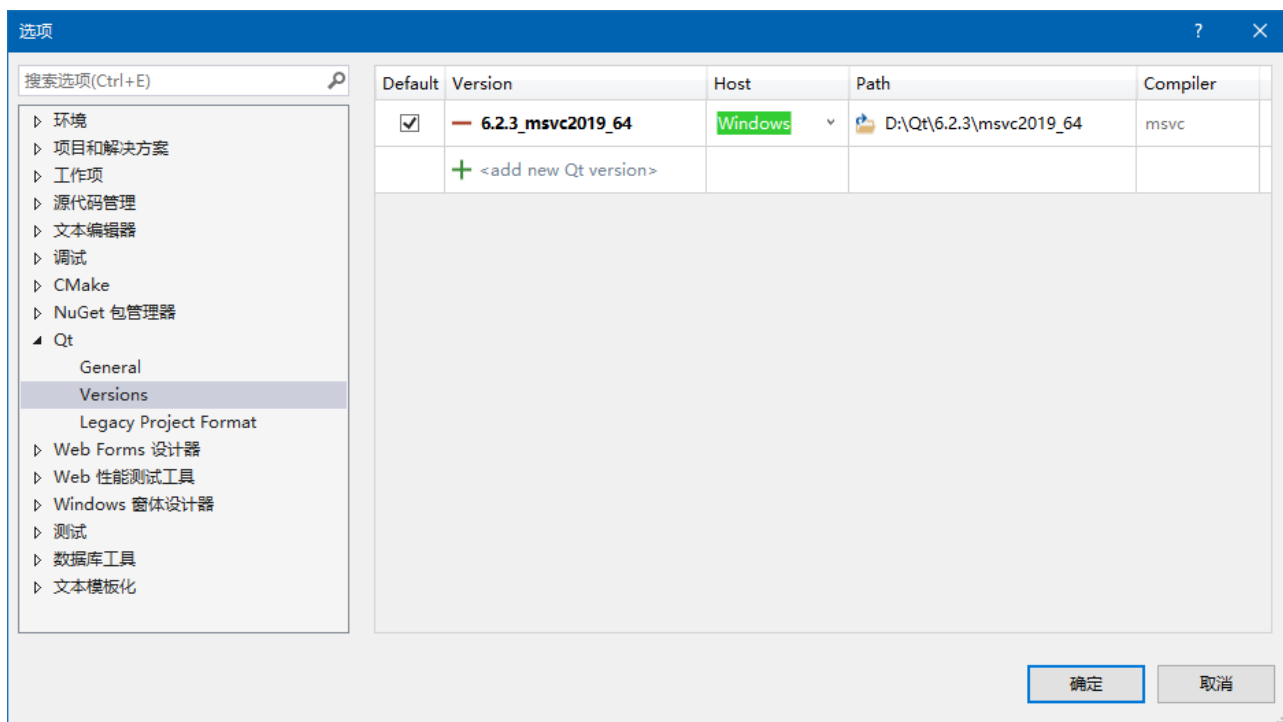 选项
搜索选项(Ctrl+E)
环境
项目和解决方案
工作项
源代码管理
文本编辑器
调试
CMake
NuGet 包管理器
Qt
General
Versions
Legacy Project Format
Web Forms 设计器
Web 性能测试工具
Windows 窗体设计器
测试
数据库工具
文本模板化
Default Version Host Path Compiler
6.2.3_msvc2019_64 Windows D:\Qt\6.2.3\msvc2019_64 msvc
<add new Qt version>
确定 取消